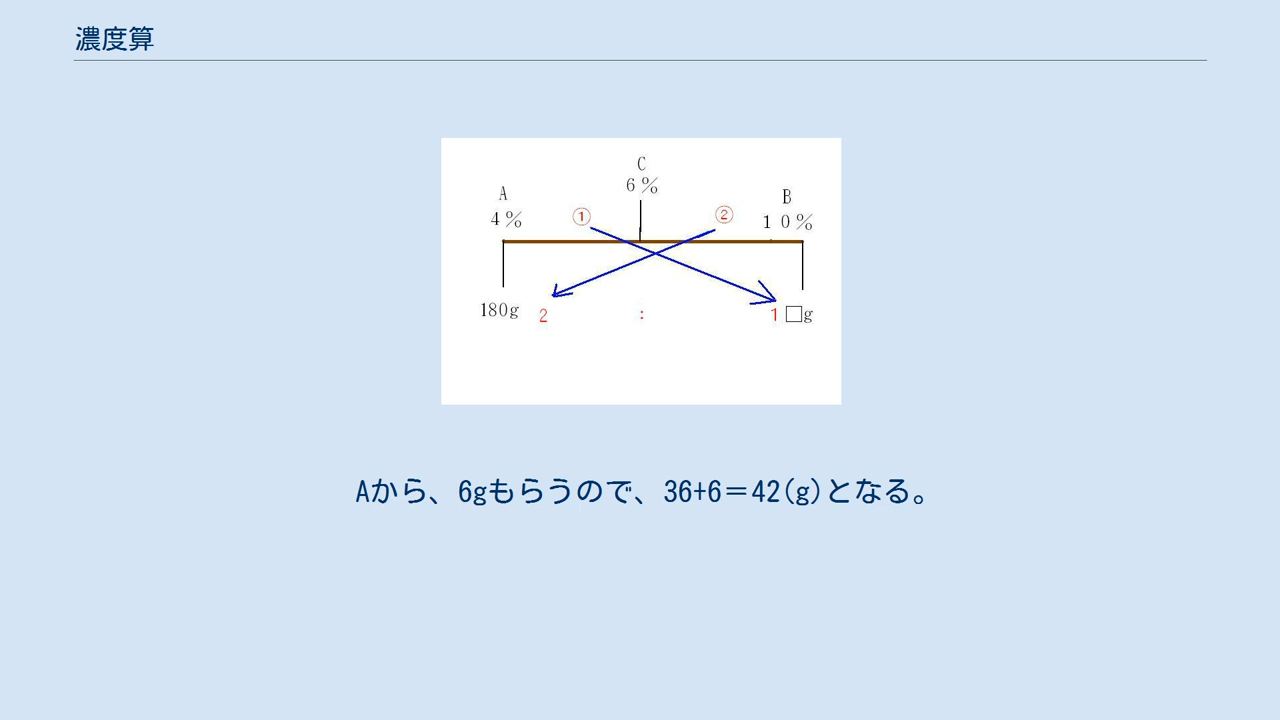 濃度算
C
6%
A
B
4%
①
②
10%
180g 2 : 1 □g
Aから、6gもらうので、36+6=42(g)となる。